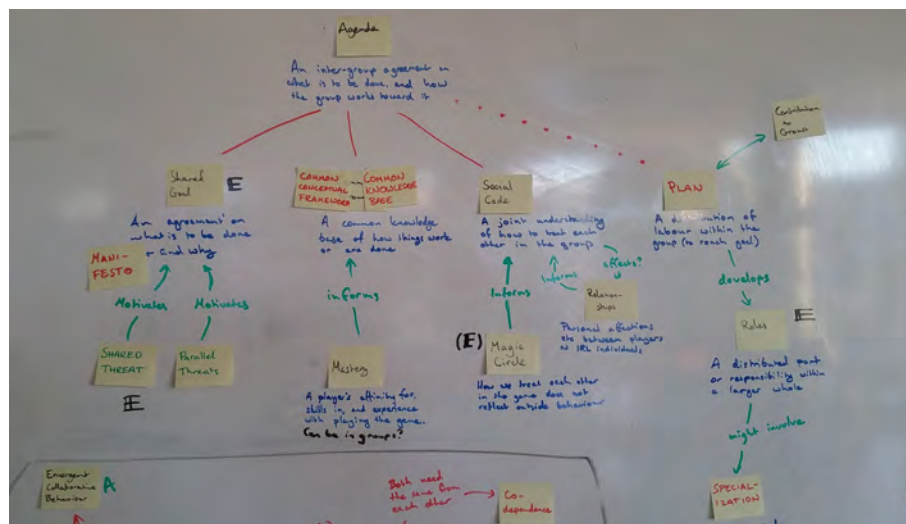 Agenda
An inter-group agreement on
what is to be done, and how
the group works toward it
Contribution
to
Group
Shared
Goal
E
An agreement on
what is to be done
and why
MANI-
FESTO
Motivates
Motivates
SHARED
THREAT
E
Parallel
Threats
COMMON
CONCEPTUAL
FRAMEWORK
COMMON
KNOWLEDGE
BASE
A common knowledge
base of how things work
or are done
informs
Mastery
A player's affinity for,
skills in, and experience
with playing the game.
Can be in groups?
Social
Code
A joint understanding
of how to treat each
other in the group
Informs
Informs
affects?
Relation-
ships
Personal affections
between players
as IRL individuals
(E)
Magic
Circle
How we treat each other
in the game does not
reflect outside behaviour
PLAN
A distribution of
labour within the
group (to reach goal)
develops
Roles
E
A distributed part
or responsibility within
a larger whole
might involve
SPECIAL-
IZATION
Emergent
Collaborative
Behaviour
A
Both need
the same from
each other
Co-
dependence